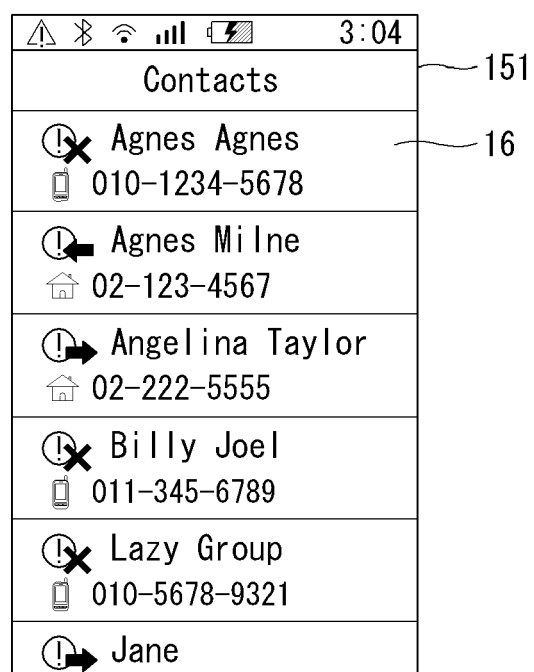 3:04
151
Contacts
Agnes Agnes
16
010-1234-5678
Agnes Milne
02-123-4567
Angelina Taylor
02-222-5555
Billy Joel
011-345-6789
Lazy Group
010-5678-9321
Jane